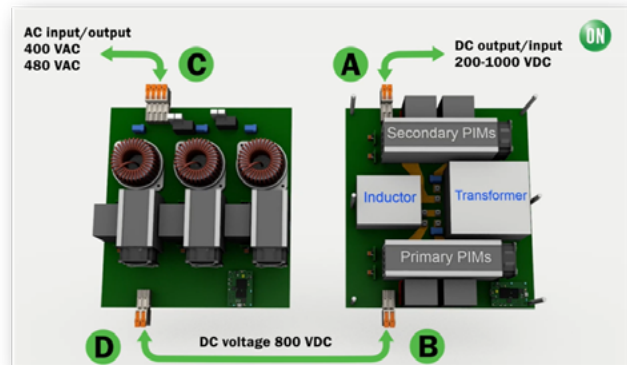 AC input/output
400 VAC
480 VAC
C
A
DC output/input
200-1000 VDC
ON
Secondary PIMs
Inductor
Transformer
Primary PIMs
D
DC voltage 800 VDC
B